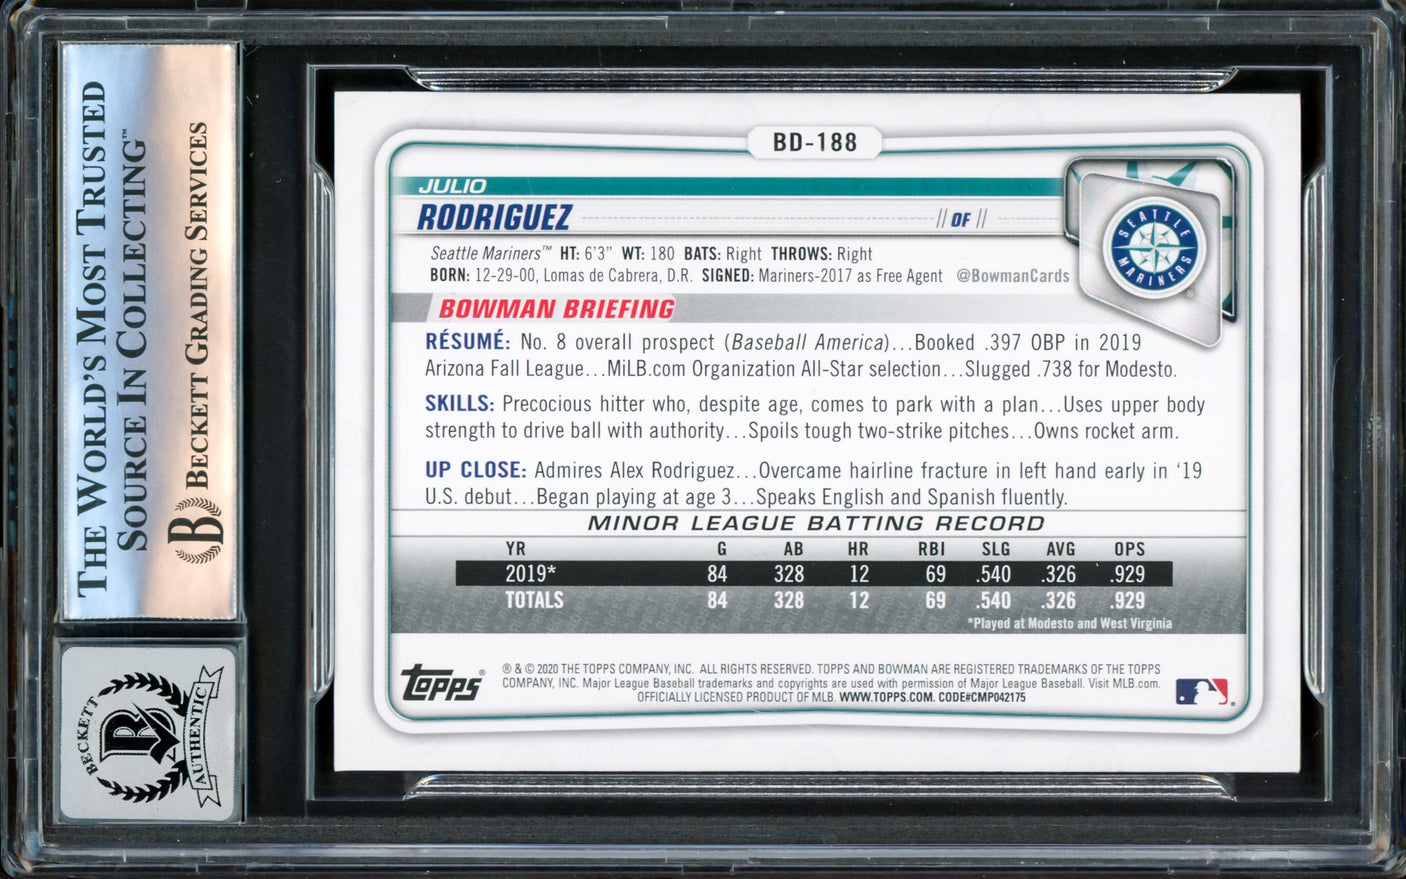 THE WORLD'S MOST TRUSTED
SOURCE IN COLLECTING™
BECKETT GRADING SERVICES
B
BECKETT
AUTHENTIC
BD-188
JULIO
RODRIGUEZ // OF //
SEATTLE
MARINERS
Seattle Mariners™ HT: 6'3" WT: 180 BATS: Right THROWS: Right
BORN: 12-29-00, Lomas de Cabrera, D.R. SIGNED: Mariners-2017 as Free Agent @BowmanCards
BOWMAN BRIEFING
RÉSUMÉ: No. 8 overall prospect (Baseball America)...Booked .397 OBP in 2019
Arizona Fall League...MiLB.com Organization All-Star selection...Slugged .738 for Modesto.
SKILLS: Precocious hitter who, despite age, comes to park with a plan...Uses upper body
strength to drive ball with authority...Spoils tough two-strike pitches...Owns rocket arm.
UP CLOSE: Admires Alex Rodriguez...Overcame hairline fracture in left hand early in '19
U.S. debut...Began playing at age 3...Speaks English and Spanish fluently.
MINOR LEAGUE BATTING RECORD
YR G AB HR RBI SLG AVG OPS
2019* 84 328 12 69 .540 .326 .929
TOTALS 84 328 12 69 .540 .326 .929
*Played at Modesto and West Virginia
topps®
® & © 2020 THE TOPPS COMPANY, INC. ALL RIGHTS RESERVED. TOPPS AND BOWMAN ARE REGISTERED TRADEMARKS OF THE TOPPS
COMPANY, INC. Major League Baseball trademarks and copyrights are used with permission of Major League Baseball. Visit MLB.com.
OFFICIALLY LICENSED PRODUCT OF MLB. WWW.TOPPS.COM. CODE#CMP042175